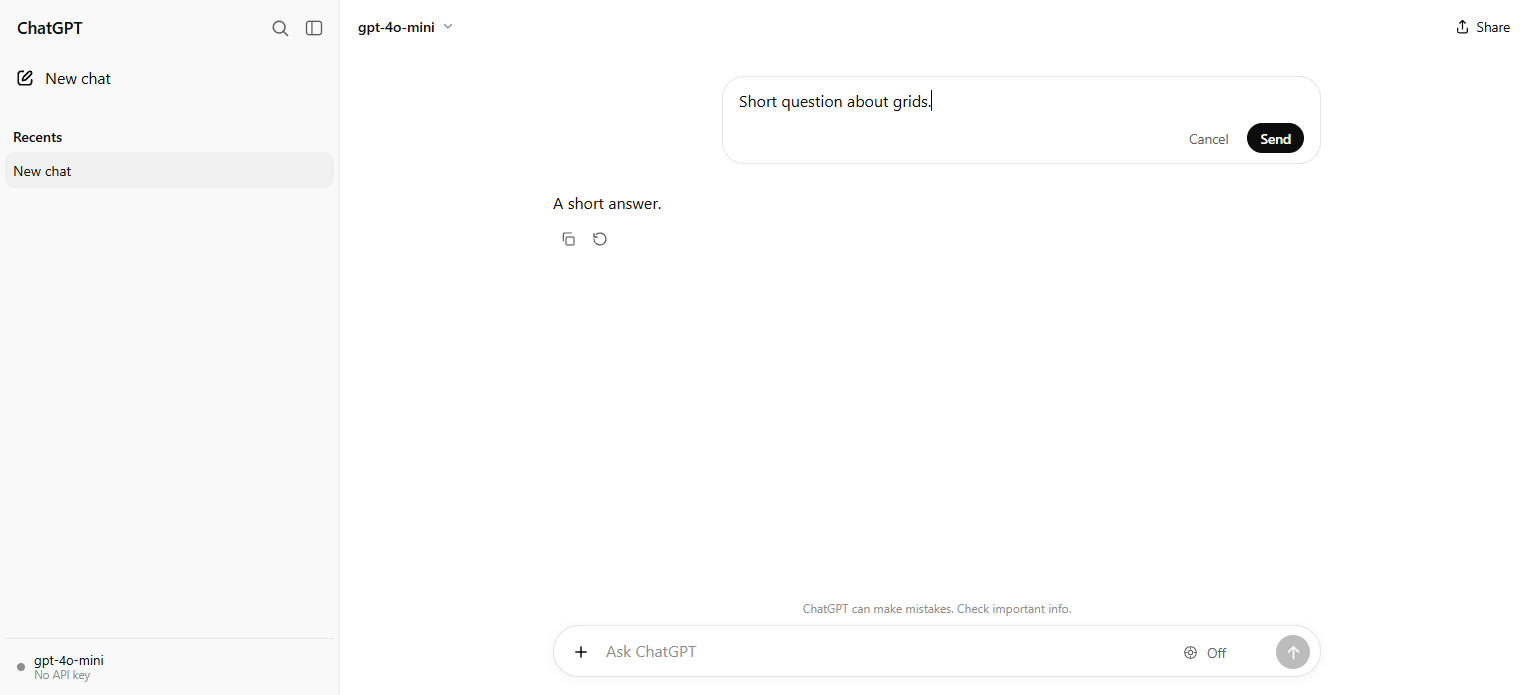 ChatGPT
New chat
Recents
New chat
gpt-4o-mini
No API key
gpt-4o-mini
Share
Short question about grids.
Cancel
Send
A short answer.
ChatGPT can make mistakes. Check important info.
Ask ChatGPT
Off